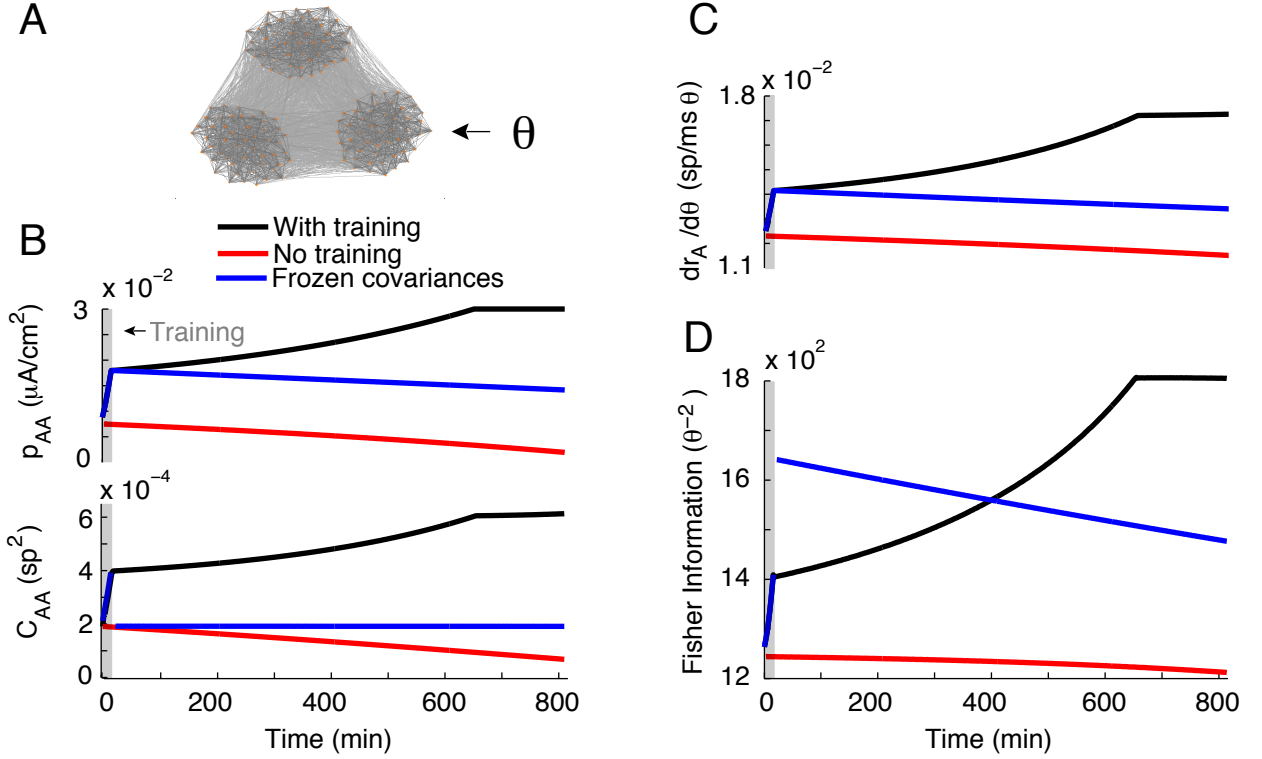 A
θ
With training
No training
Frozen covariances
B
x 10⁻²
3
0
p_AA (μA/cm²)
Training
x 10⁻⁴
6
4
2
0
C_AA (sp²)
0 200 400 600 800
Time (min)
C
x 10⁻²
1.8
1.1
dr_A /dθ (sp/ms θ)
D
x 10²
18
16
14
12
Fisher Information (θ⁻²)
0 200 400 600 800
Time (min)